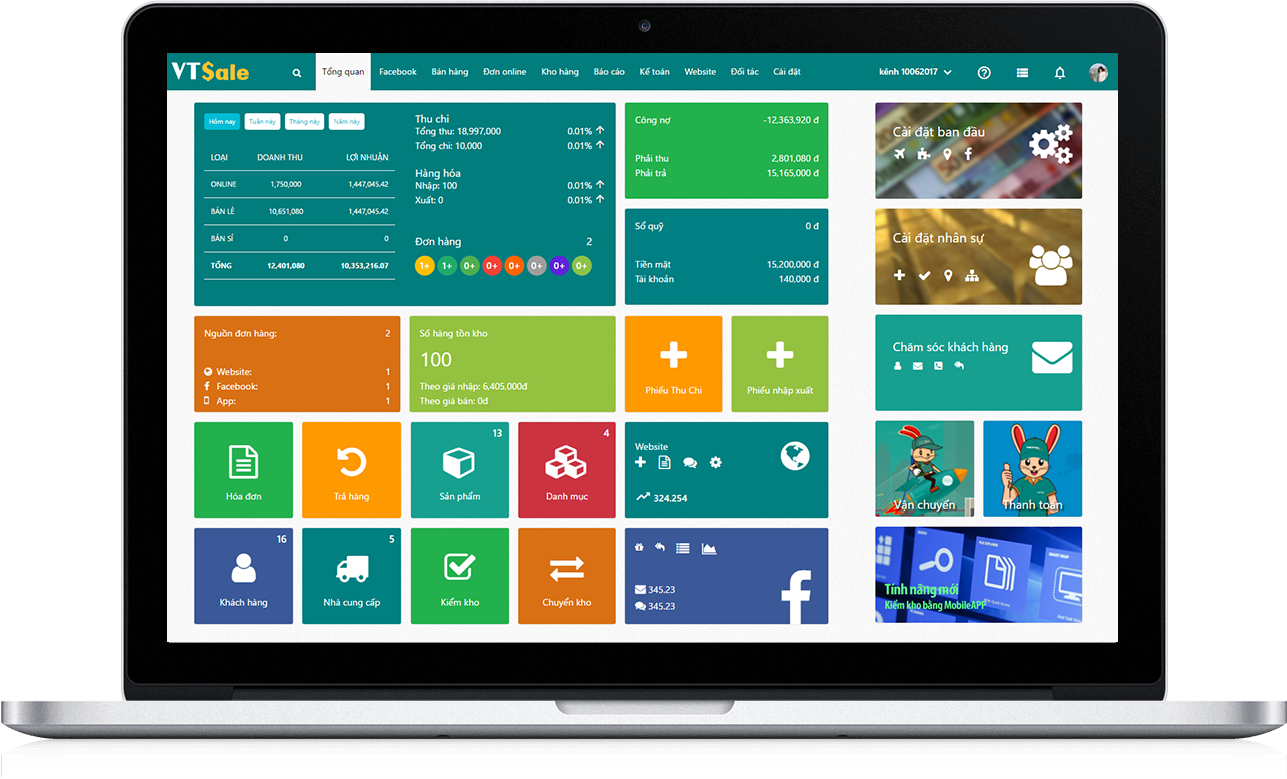 VTSale
Tổng quan
Facebook
Bán hàng
Đơn online
Kho hàng
Báo cáo
Kế toán
Website
Đối tác
Cài đặt
kênh 10062017
Hôm nay
Tuần này
Tháng này
Năm nay
LOẠI DOANH THU LỢI NHUẬN
ONLINE 1,750,000 1,447,045.42
BÁN LẺ 10,651,080 1,447,045.42
BÁN SỈ 0 0
TỔNG 12,401,080 10,353,216.07
Thu chi
Tổng thu: 18,997,000 0.01%
Tổng chi: 10,000 0.01%
Hàng hóa
Nhập: 100 0.01%
Xuất: 0 0.01%
Đơn hàng 2
1+ 1+ 0+ 0+ 0+ 0+ 0+ 0+
Công nợ -12,363,920 đ
Phải thu 2,801,080 đ
Phải trả 15,165,000 đ
Sổ quỹ 0 đ
Tiền mặt 15,200,000 đ
Tài khoản 140,000 đ
Cài đặt ban đầu
Cài đặt nhân sự
Nguồn đơn hàng: 2
Website: 1
Facebook: 1
App: 1
Số hàng tồn kho
100
Theo giá nhập: 6,405,000đ
Theo giá bán: 0đ
Phiếu Thu Chi
Phiếu nhập xuất
Chăm sóc khách hàng
Hóa đơn
Trả hàng
13
Sản phẩm
4
Danh mục
Website
324.254
Vận chuyển
Thanh toán
16
Khách hàng
5
Nhà cung cấp
Kiểm kho
Chuyển kho
345.23
345.23
Tính năng mới
Kiểm kho bằng MobileAPP